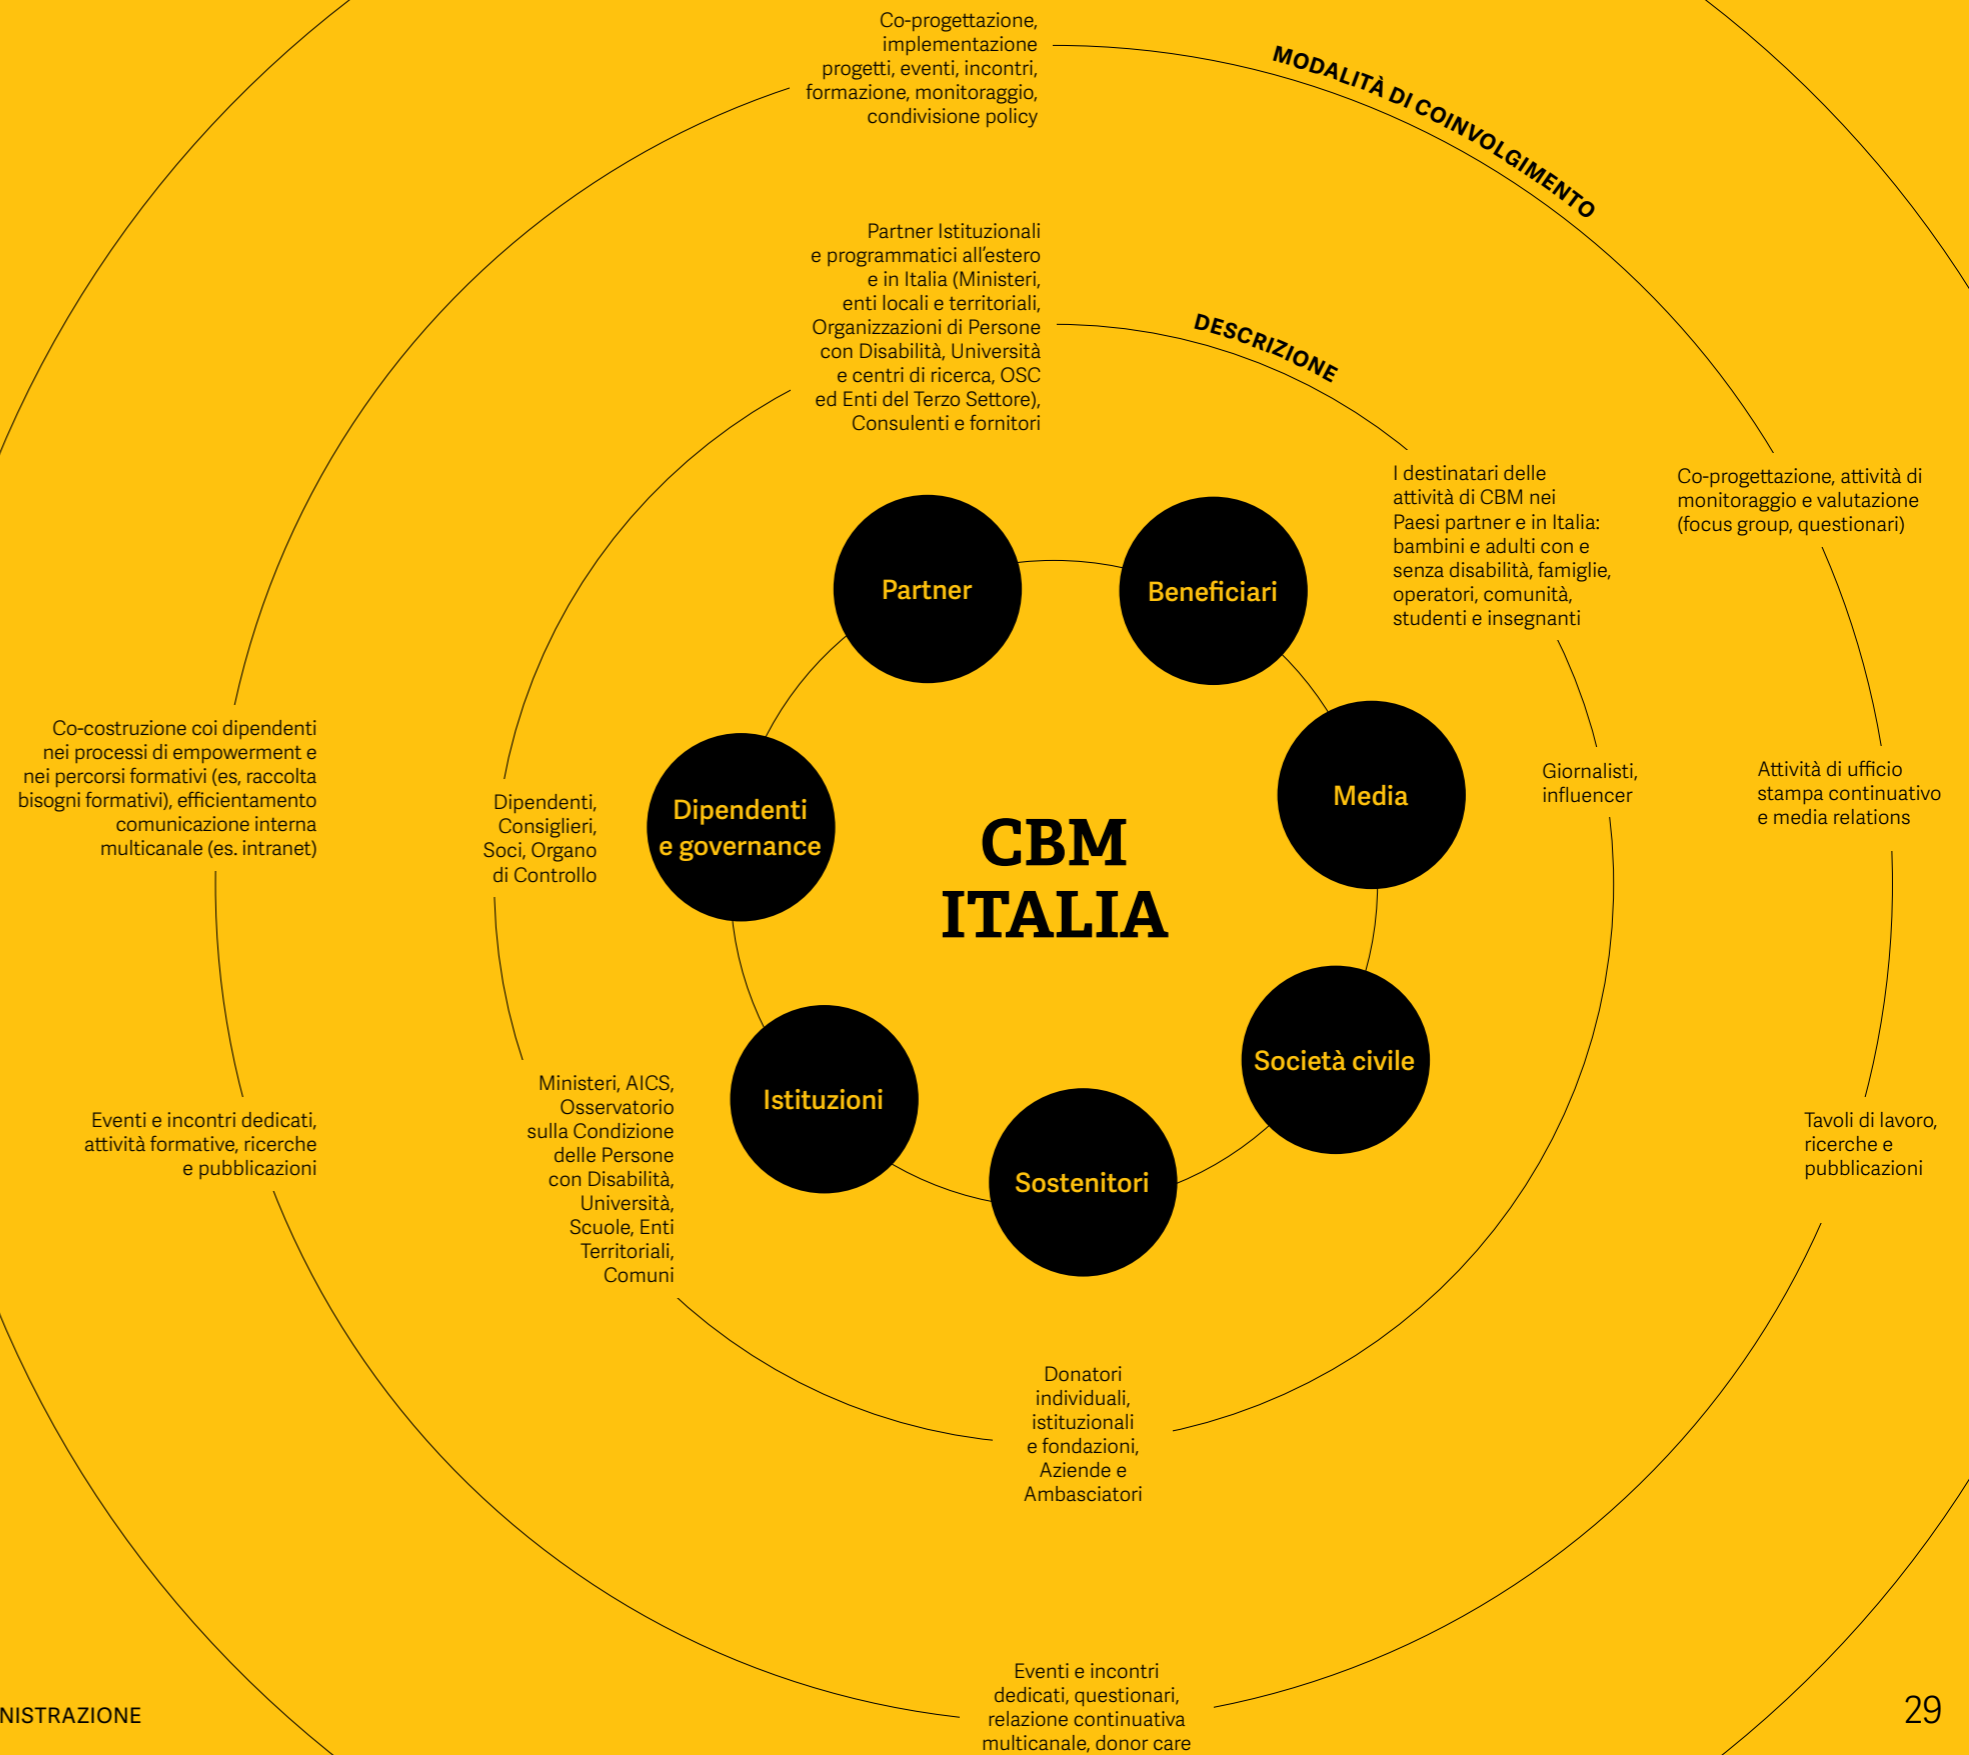 Co-progettazione,
implementazione
progetti, eventi, incontri,
formazione, monitoraggio,
condivisione policy
MODALITÀ DI COINVOLGIMENTO
Partner Istituzionali
e programmatici all'estero
e in Italia (Ministeri,
enti locali e territoriali,
Organizzazioni di Persone
con Disabilità, Università
e centri di ricerca, OSC
ed Enti del Terzo Settore),
Consulenti e fornitori
DESCRIZIONE
I destinatari delle
attività di CBM nei
Paesi partner e in Italia:
bambini e adulti con e
senza disabilità, famiglie,
operatori, comunità,
studenti e insegnanti
Co-progettazione, attività di
monitoraggio e valutazione
(focus group, questionari)
Partner
Beneficiari
Co-costruzione coi dipendenti
nei processi di empowerment e
nei percorsi formativi (es, raccolta
bisogni formativi), efficientamento
comunicazione interna
multicanale (es. intranet)
Dipendenti,
Consiglieri,
Soci, Organo
di Controllo
Dipendenti
e governance
CBM
ITALIA
Media
Giornalisti,
influencer
Attività di ufficio
stampa continuativo
e media relations
Eventi e incontri dedicati,
attività formative, ricerche
e pubblicazioni
Ministeri, AICS,
Osservatorio
sulla Condizione
delle Persone
con Disabilità,
Università,
Scuole, Enti
Territoriali,
Comuni
Istituzioni
Sostenitori
Società civile
Tavoli di lavoro,
ricerche e
pubblicazioni
Donatori
individuali,
istituzionali
e fondazioni,
Aziende e
Ambasciatori
Eventi e incontri
dedicati, questionari,
relazione continuativa
multicanale, donor care
NISTRAZIONE
29